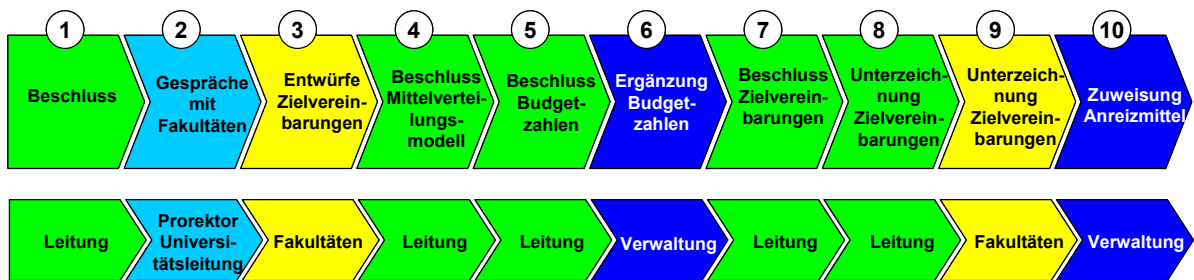 1
2
3
4
5
6
7
8
9
10
Beschluss
Gespräche
mit
Fakultäten
Entwürfe
Zielverein-
barungen
Beschluss
Mittelvertei-
lungs-
modell
Beschluss
Budget-
zahlen
Ergänzung
Budget-
zahlen
Beschluss
Zielverein-
barungen
Unterzeich-
nung
Zielverein-
barungen
Unterzeich-
nung
Zielverein-
barungen
Zuweisung
Anreizmittel
Leitung
Prorektor
Universi-
tätsleitung
Fakultäten
Leitung
Leitung
Verwaltung
Leitung
Leitung
Fakultäten
Verwaltung